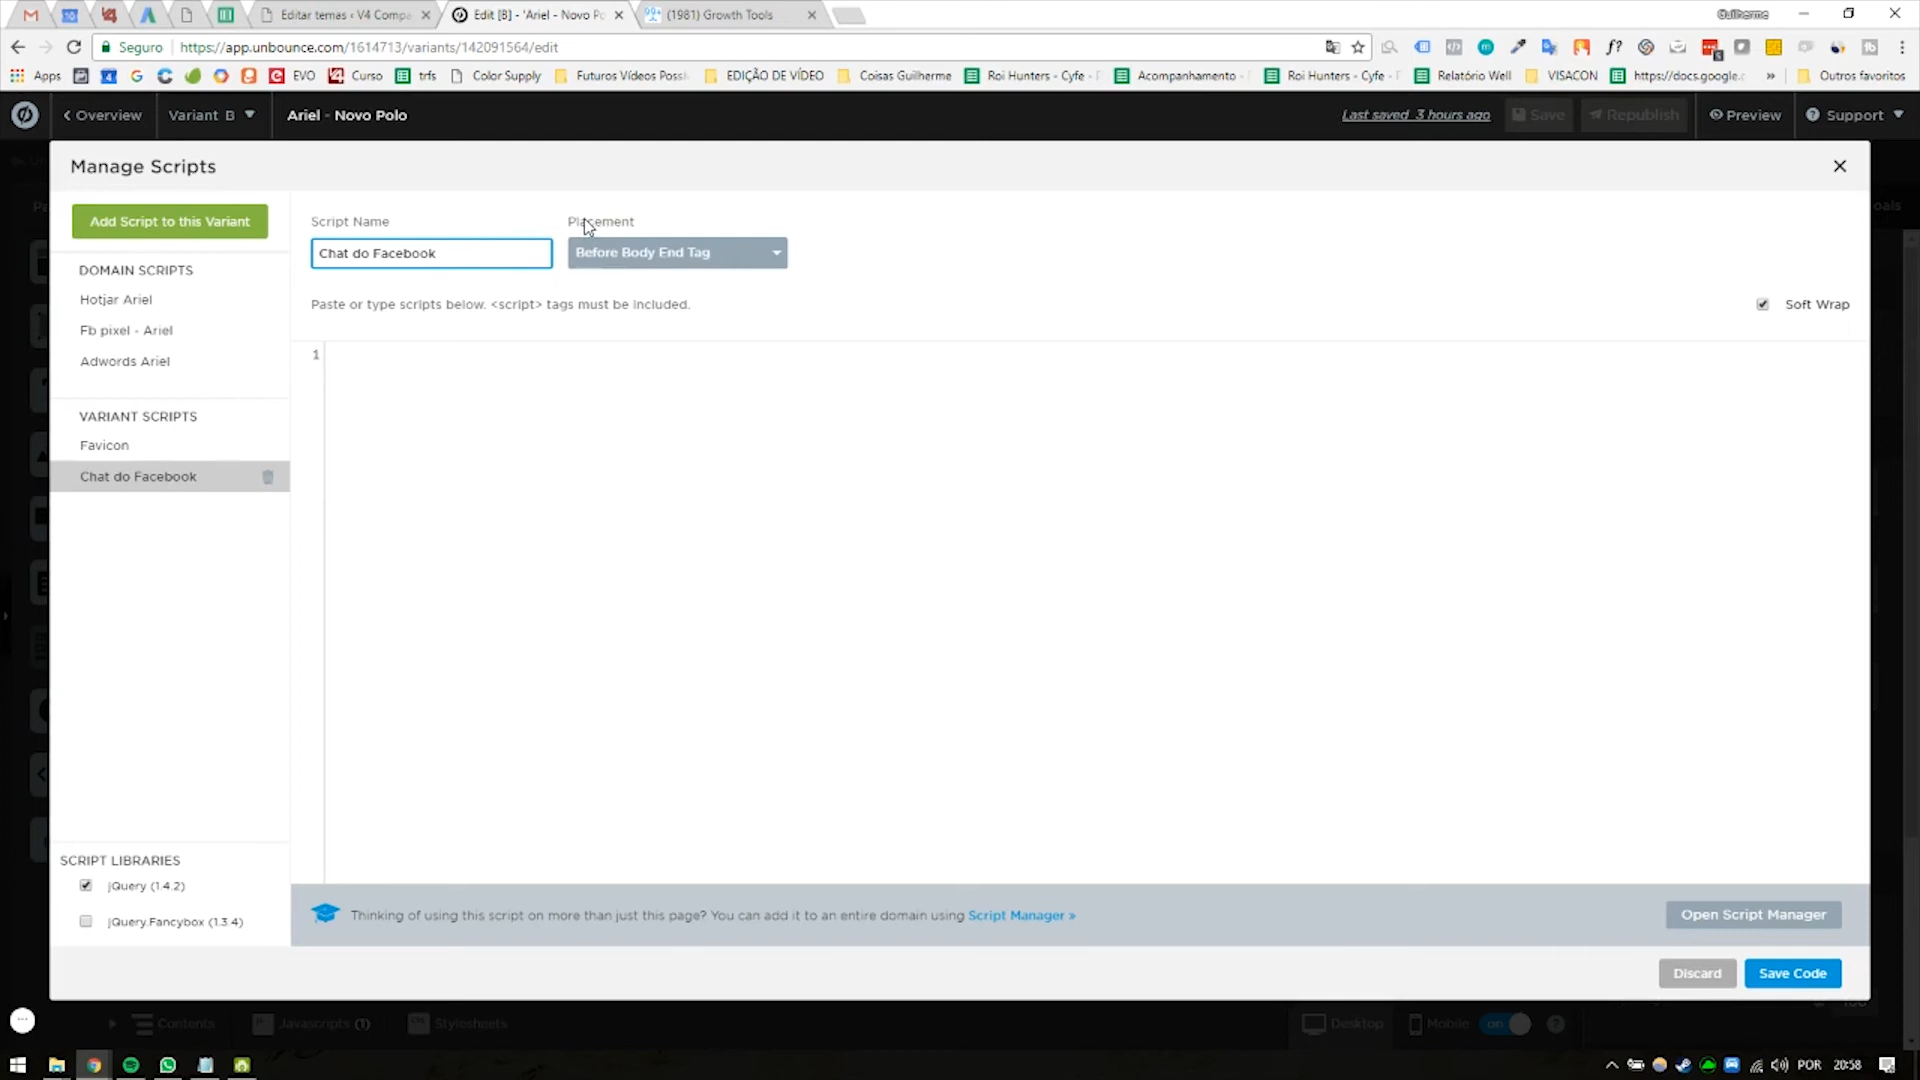 Editar temas ‹ V4 Compa
Edit [B] - 'Ariel - Novo Po
(1981) Growth Tools
Guilherme
Seguro
https://app.unbounce.com/1614713/variants/142091564/edit
Apps
EVO
Curso
trfs
Color Supply
Futuros Vídeos Possi
EDIÇÃO DE VÍDEO
Coisas Guilherme
Roi Hunters - Cyfe -
Acompanhamento -
Roi Hunters - Cyfe -
Relatório Well
VISACON
https://docs.google.c
»
Outros favoritos
Overview
Variant B
Ariel - Novo Polo
Last saved 3 hours ago
Save
Republish
Preview
Support
Manage Scripts
Add Script to this Variant
Script Name
Placement
Chat do Facebook
Before Body End Tag
DOMAIN SCRIPTS
Hotjar Ariel
Paste or type scripts below. <script> tags must be included.
Soft Wrap
Fb pixel - Ariel
1
Adwords Ariel
VARIANT SCRIPTS
Favicon
Chat do Facebook
SCRIPT LIBRARIES
jQuery (1.4.2)
jQuery.Fancybox (1.3.4)
Thinking of using this script on more than just this page? You can add it to an entire domain using Script Manager »
Open Script Manager
Discard
Save Code
Contents
Javascripts (1)
Stylesheets
Desktop
Mobile
on
POR
20:58